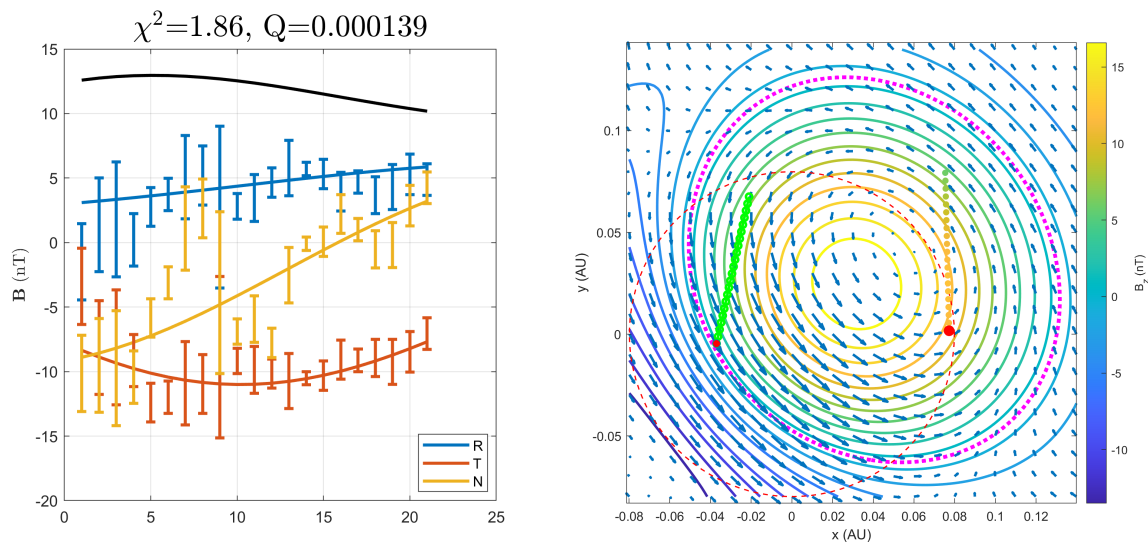 χ²=1.86, Q=0.000139
15
10
5
0
-5
-10
-15
-20
B (nT)
0 5 10 15 20 25
R
T
N
0.1
0.05
0
-0.05
y (AU)
-0.08 -0.06 -0.04 -0.02 0 0.02 0.04 0.06 0.08 0.1 0.12
x (AU)
15
10
5
0
-5
-10
B_Z (nT)